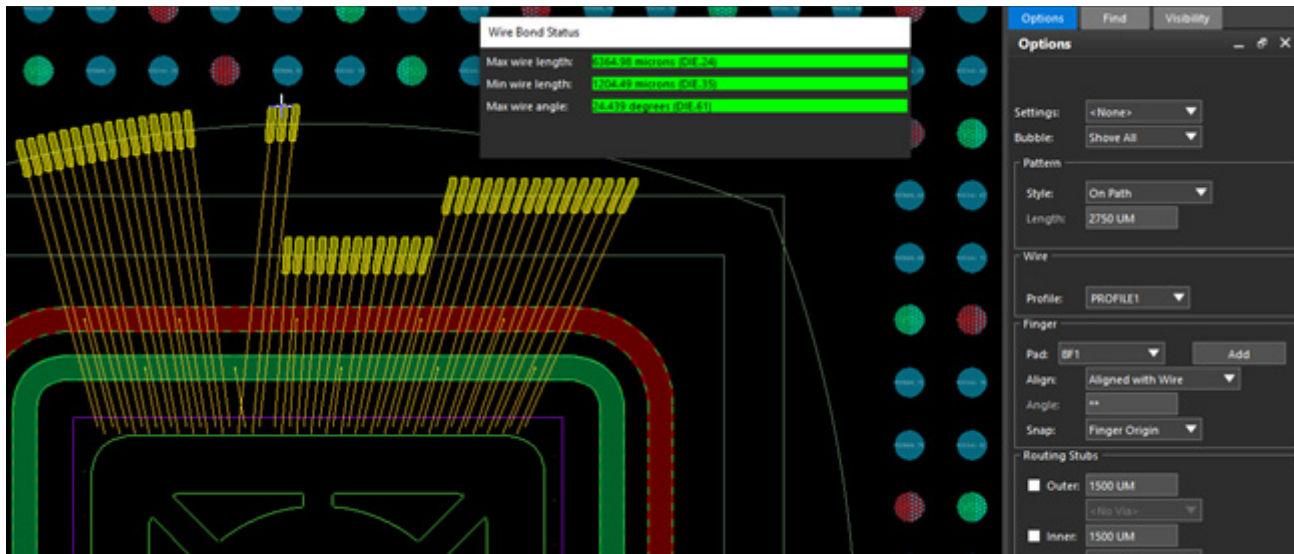 Options Find Visibility
Options
Wire Bond Status
Max wire length: 6364.98 microns (DIE.24)
Min wire length: 1204.49 microns (DIE.35)
Max wire angle: 24.439 degrees (DIE.61)
Settings: <None>
Bubble: Shove All
Pattern
Style: On Path
Length: 2750 UM
Wire
Profile: PROFILE1
Finger
Pad: BF1 Add
Align: Aligned with Wire
Angle: **
Snap: Finger Origin
Routing Stubs
Outer: 1500 UM
<No Via>
Inner: 1500 UM